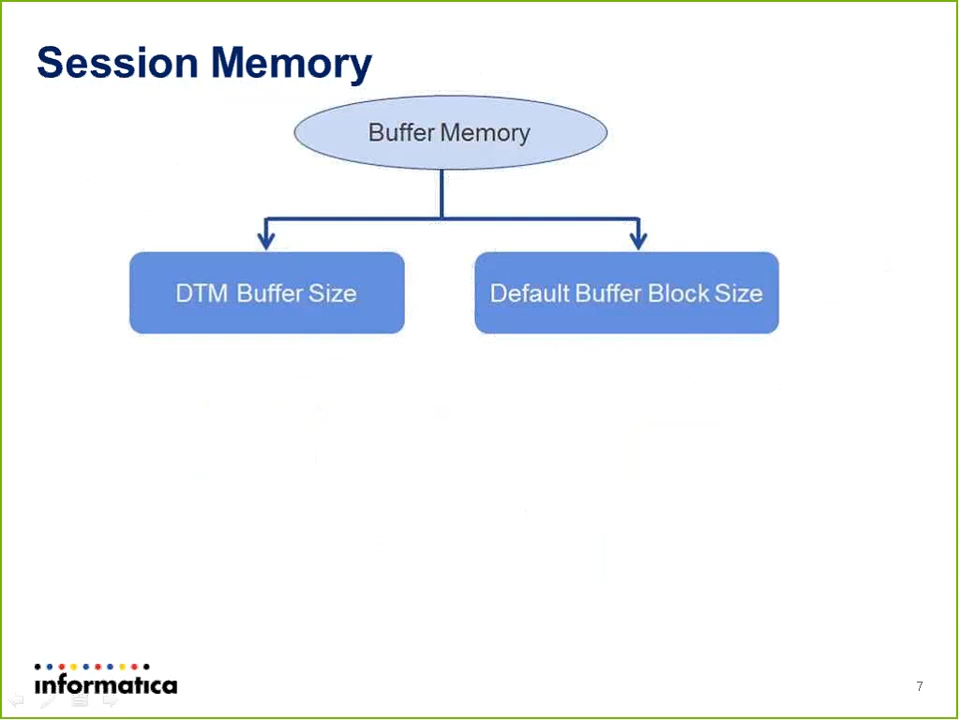 Session Memory
Buffer Memory
DTM Buffer Size
Default Buffer Block Size
informatica
7